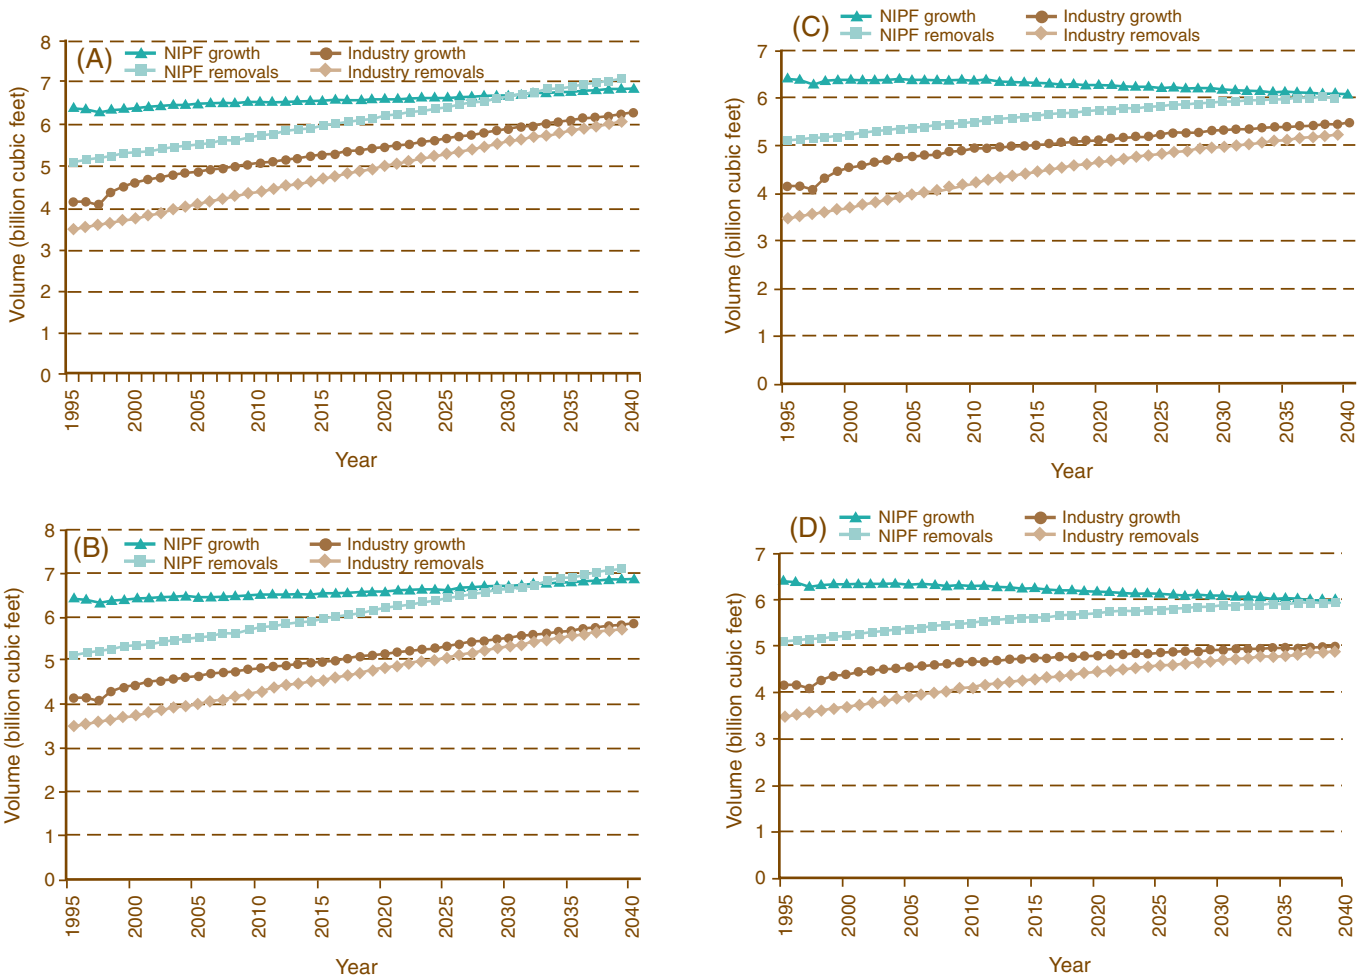 (A)
NIPF growth
NIPF removals
Industry growth
Industry removals
Volume (billion cubic feet)
8
7
6
5
4
3
2
1
0
1995
2000
2005
2010
2015
2020
2025
2030
2035
2040
Year
(C)
NIPF growth
NIPF removals
Industry growth
Industry removals
Volume (billion cubic feet)
7
6
5
4
3
2
1
0
1995
2000
2005
2010
2015
2020
2025
2030
2035
2040
Year
(B)
NIPF growth
NIPF removals
Industry growth
Industry removals
Volume (billion cubic feet)
8
7
6
5
4
3
2
1
0
1995
2000
2005
2010
2015
2020
2025
2030
2035
2040
Year
(D)
NIPF growth
NIPF removals
Industry growth
Industry removals
Volume (billion cubic feet)
7
6
5
4
3
2
1
0
1995
2000
2005
2010
2015
2020
2025
2030
2035
2040
Year